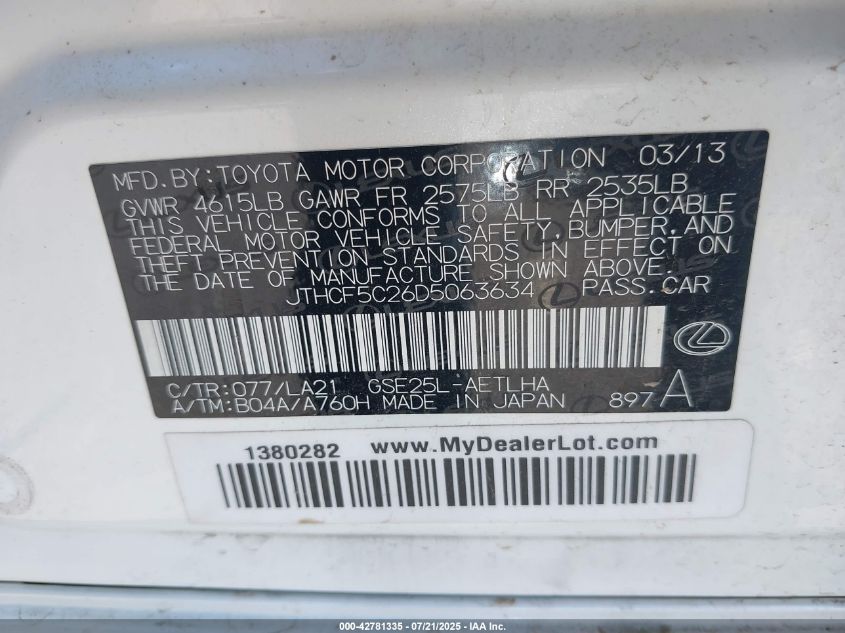 MFD.BY:TOYOTA MOTOR CORPORATION 03/13
GVWR 4615LB GAWR FR 2575LB RR 2535LB
THIS VEHICLE CONFORMS TO ALL APPLICABLE
FEDERAL MOTOR VEHICLE SAFETY,BUMPER,AND
THEFT PREVENTION STANDARDS IN EFFECT ON
THE DATE OF MANUFACTURE SHOWN ABOVE.
JTHCF5C26D5063634 PASS.CAR
C/TR:077/LA21 GSE25L-AETLHA
A/TM:B04A/A760H MADE IN JAPAN 897 A
1380282 www.MyDealerLot.com
000-42781335 - 07/21/2025 - IAA Inc.